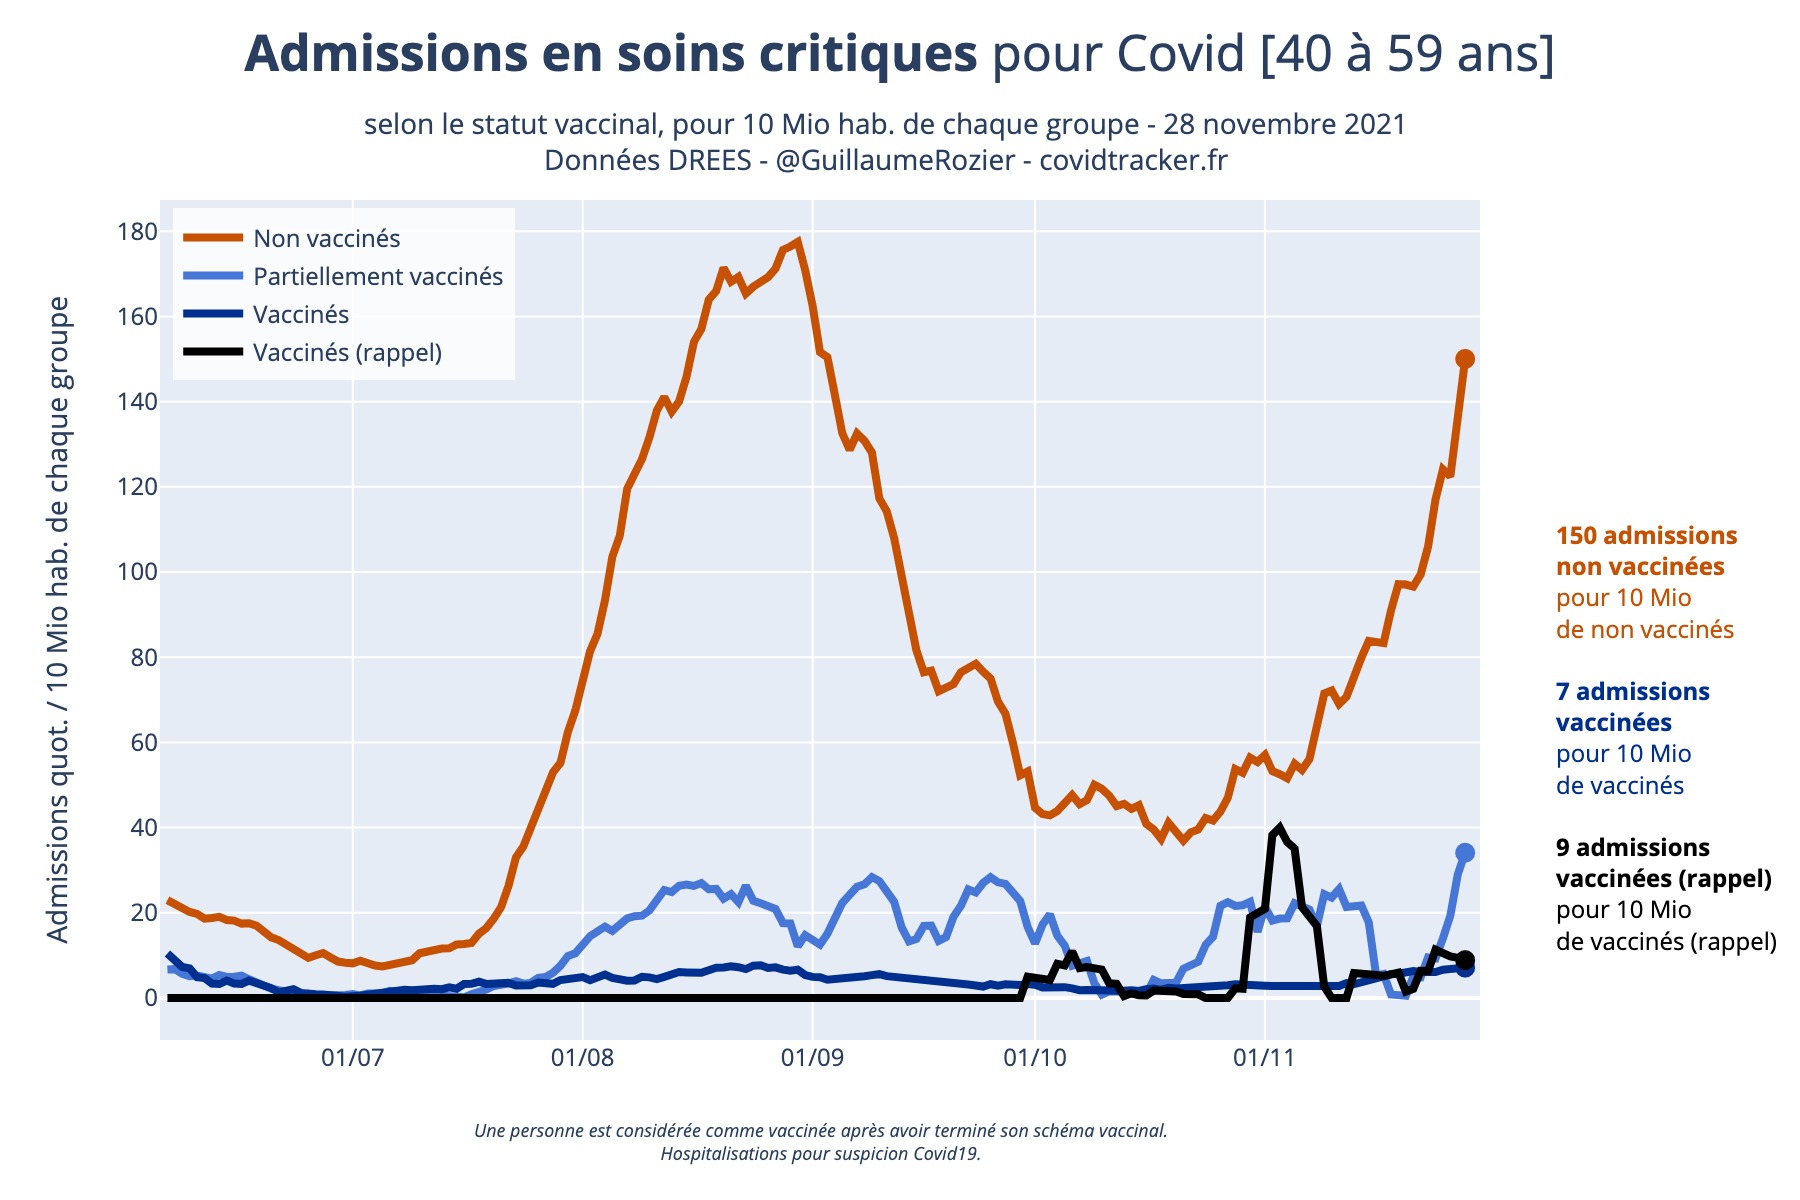 Admissions en soins critiques pour Covid [40 à 59 ans]
selon le statut vaccinal, pour 10 Mio hab. de chaque groupe - 28 novembre 2021
Données DREES - @GuillaumeRozier - covidtracker.fr
Admissions quot. / 10 Mio hab. de chaque groupe
180
160
140
120
100
80
60
40
20
0
Non vaccinés
Partiellement vaccinés
Vaccinés
Vaccinés (rappel)
01/07
01/08
01/09
01/10
01/11
150 admissions
non vaccinées
pour 10 Mio
de non vaccinés
7 admissions
vaccinées
pour 10 Mio
de vaccinés
9 admissions
vaccinées (rappel)
pour 10 Mio
de vaccinés (rappel)
Une personne est considérée comme vaccinée après avoir terminé son schéma vaccinal.
Hospitalisations pour suspicion Covid19.